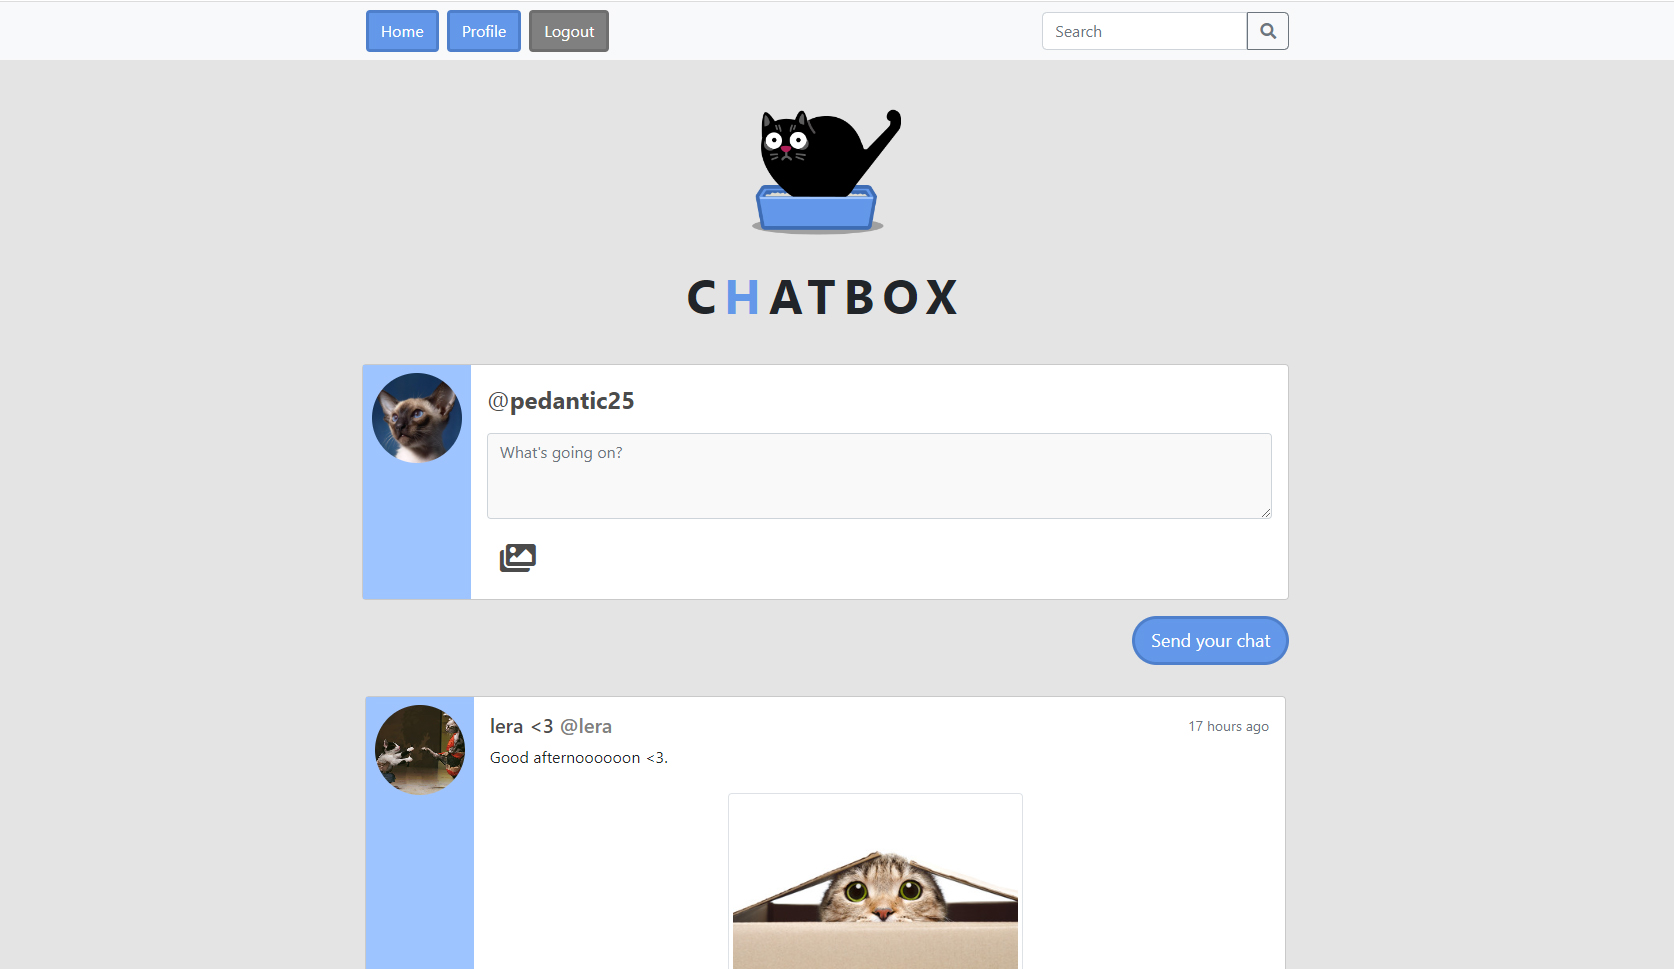 Home Profile Logout Search
CHATBOX
@pedantic25
What's going on?
Send your chat
lera <3 @lera 17 hours ago
Good afternoooooon <3.